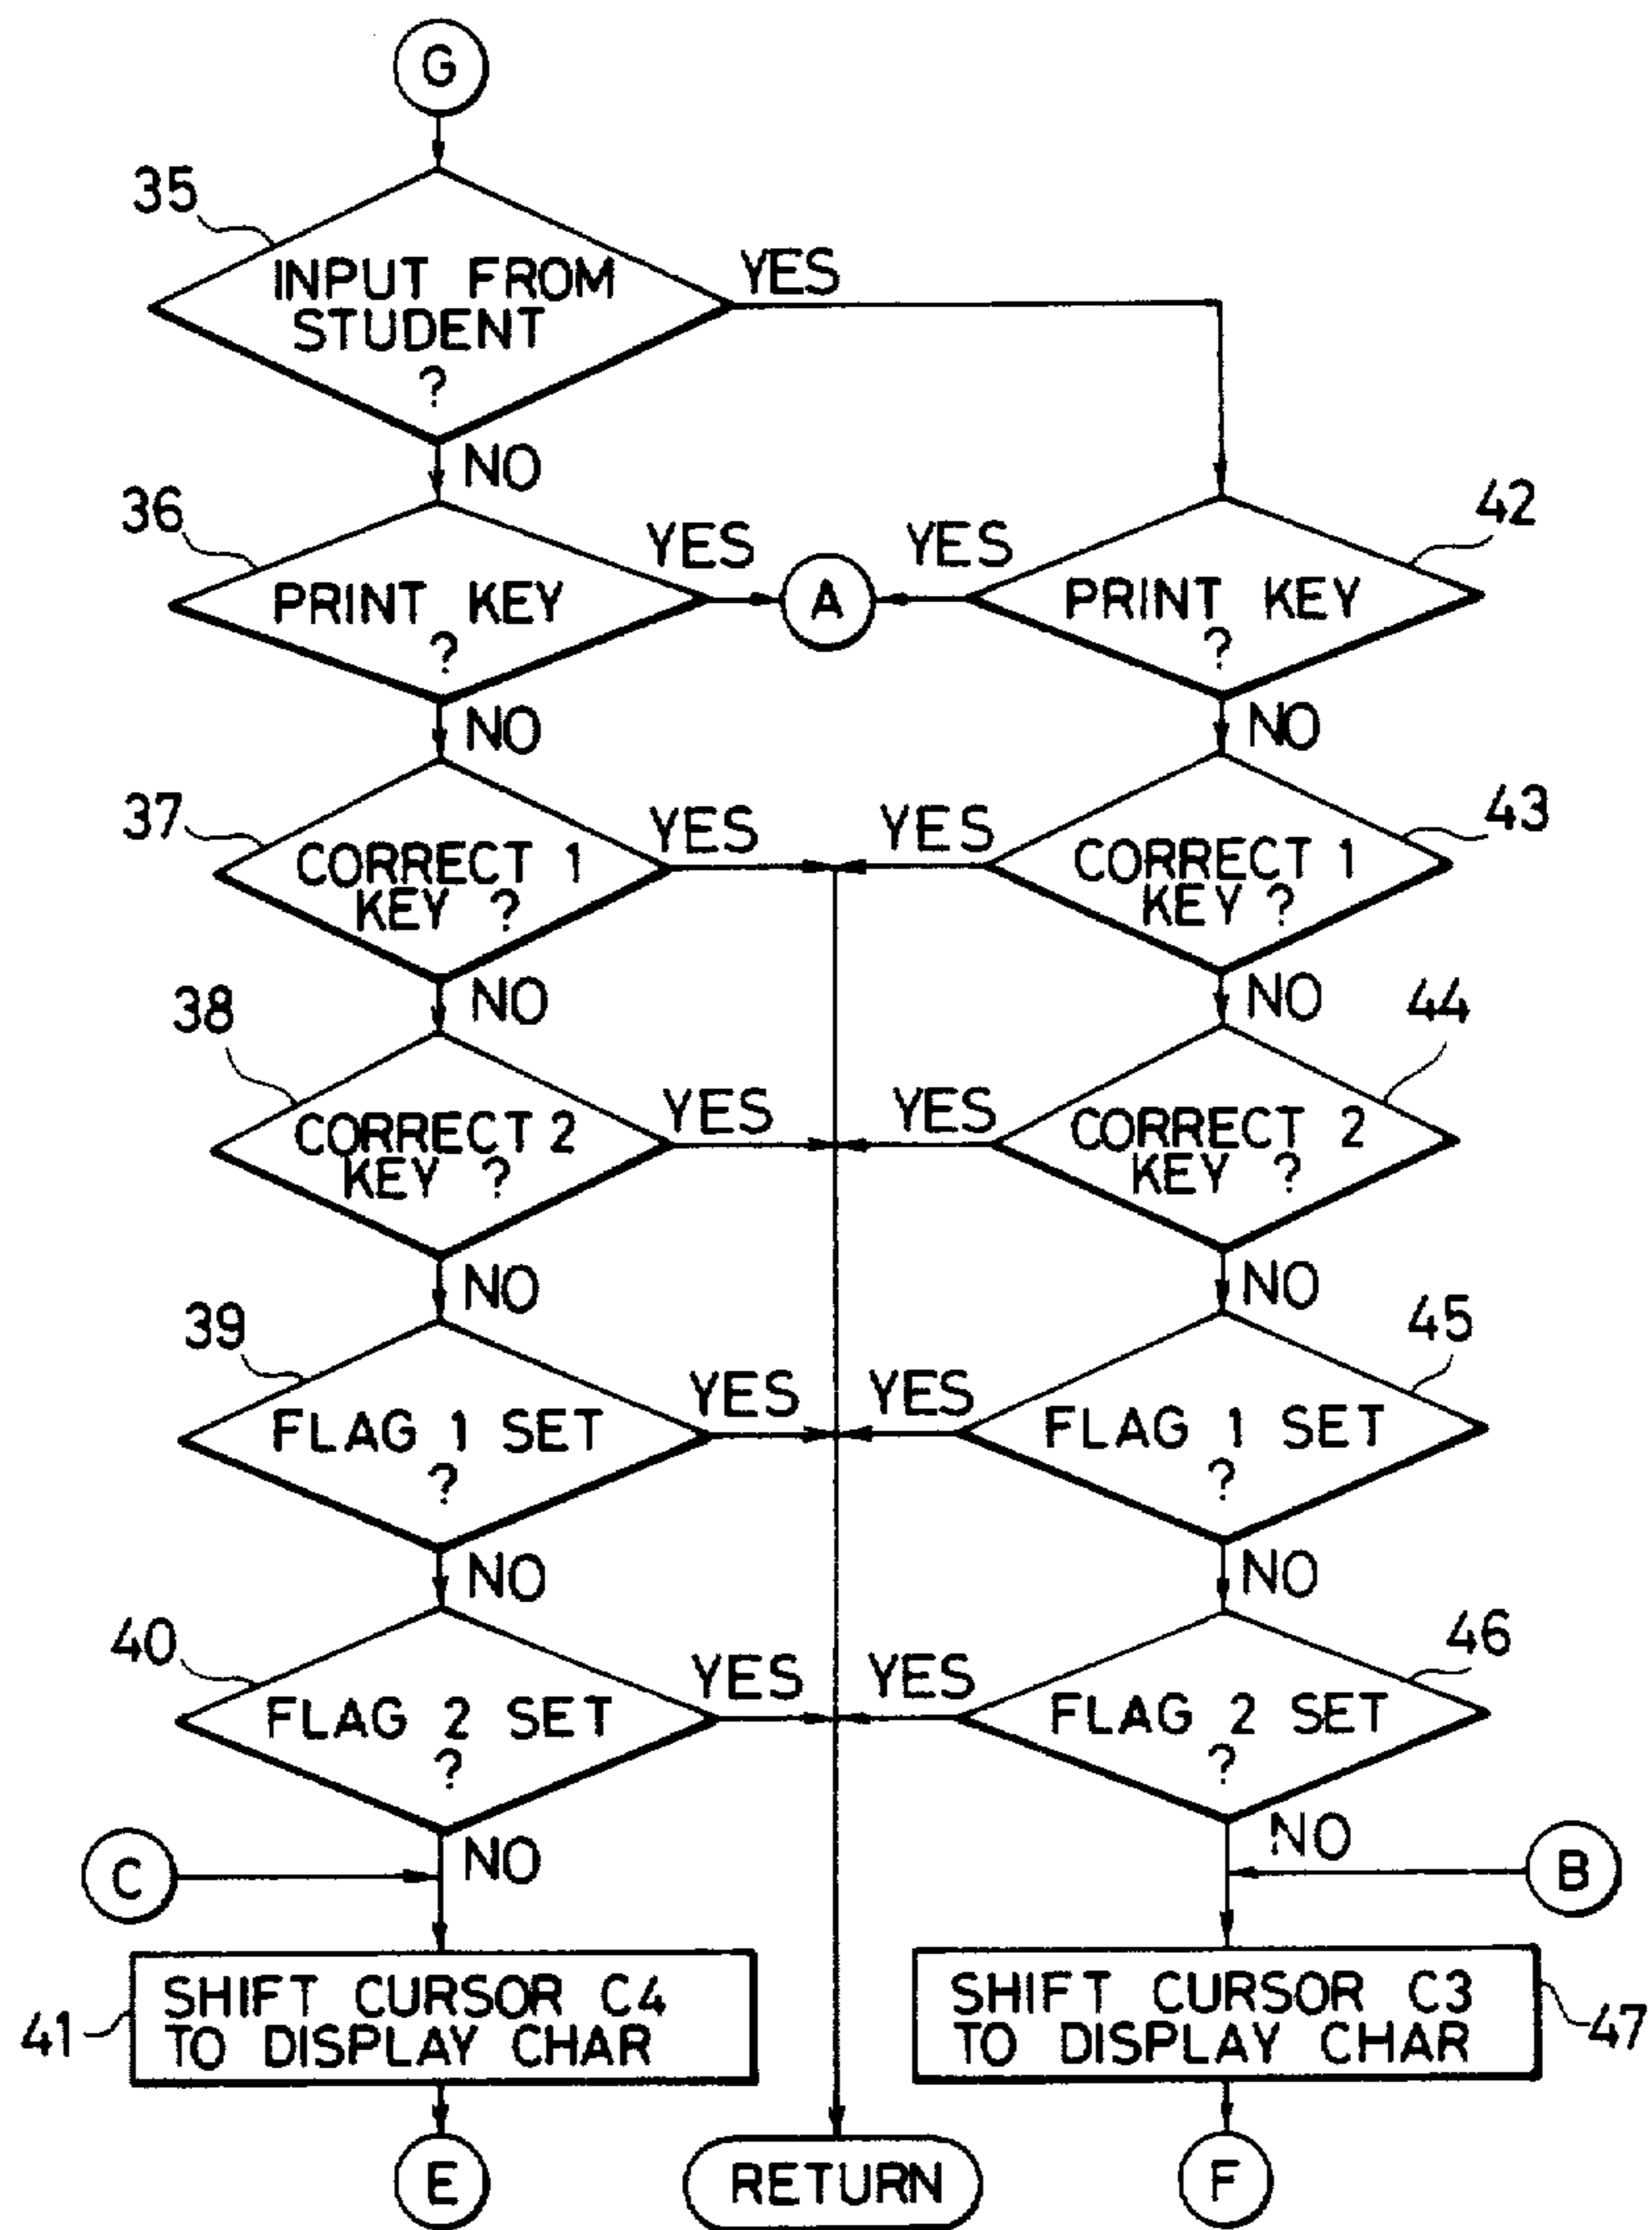 G
35
INPUT FROM
STUDENT
?
YES
NO
36
PRINT KEY
?
YES
A
YES
42
PRINT KEY
?
NO
NO
37
CORRECT 1
KEY ?
YES
YES
43
CORRECT 1
KEY ?
NO
NO
38
CORRECT 2
KEY ?
YES
YES
44
CORRECT 2
KEY ?
NO
NO
39
FLAG 1 SET
?
YES
YES
45
FLAG 1 SET
?
NO
NO
40
FLAG 2 SET
?
YES
YES
46
FLAG 2 SET
?
NO
NO
C
B
41
SHIFT CURSOR C4
TO DISPLAY CHAR
SHIFT CURSOR C3
TO DISPLAY CHAR
47
E
RETURN
F